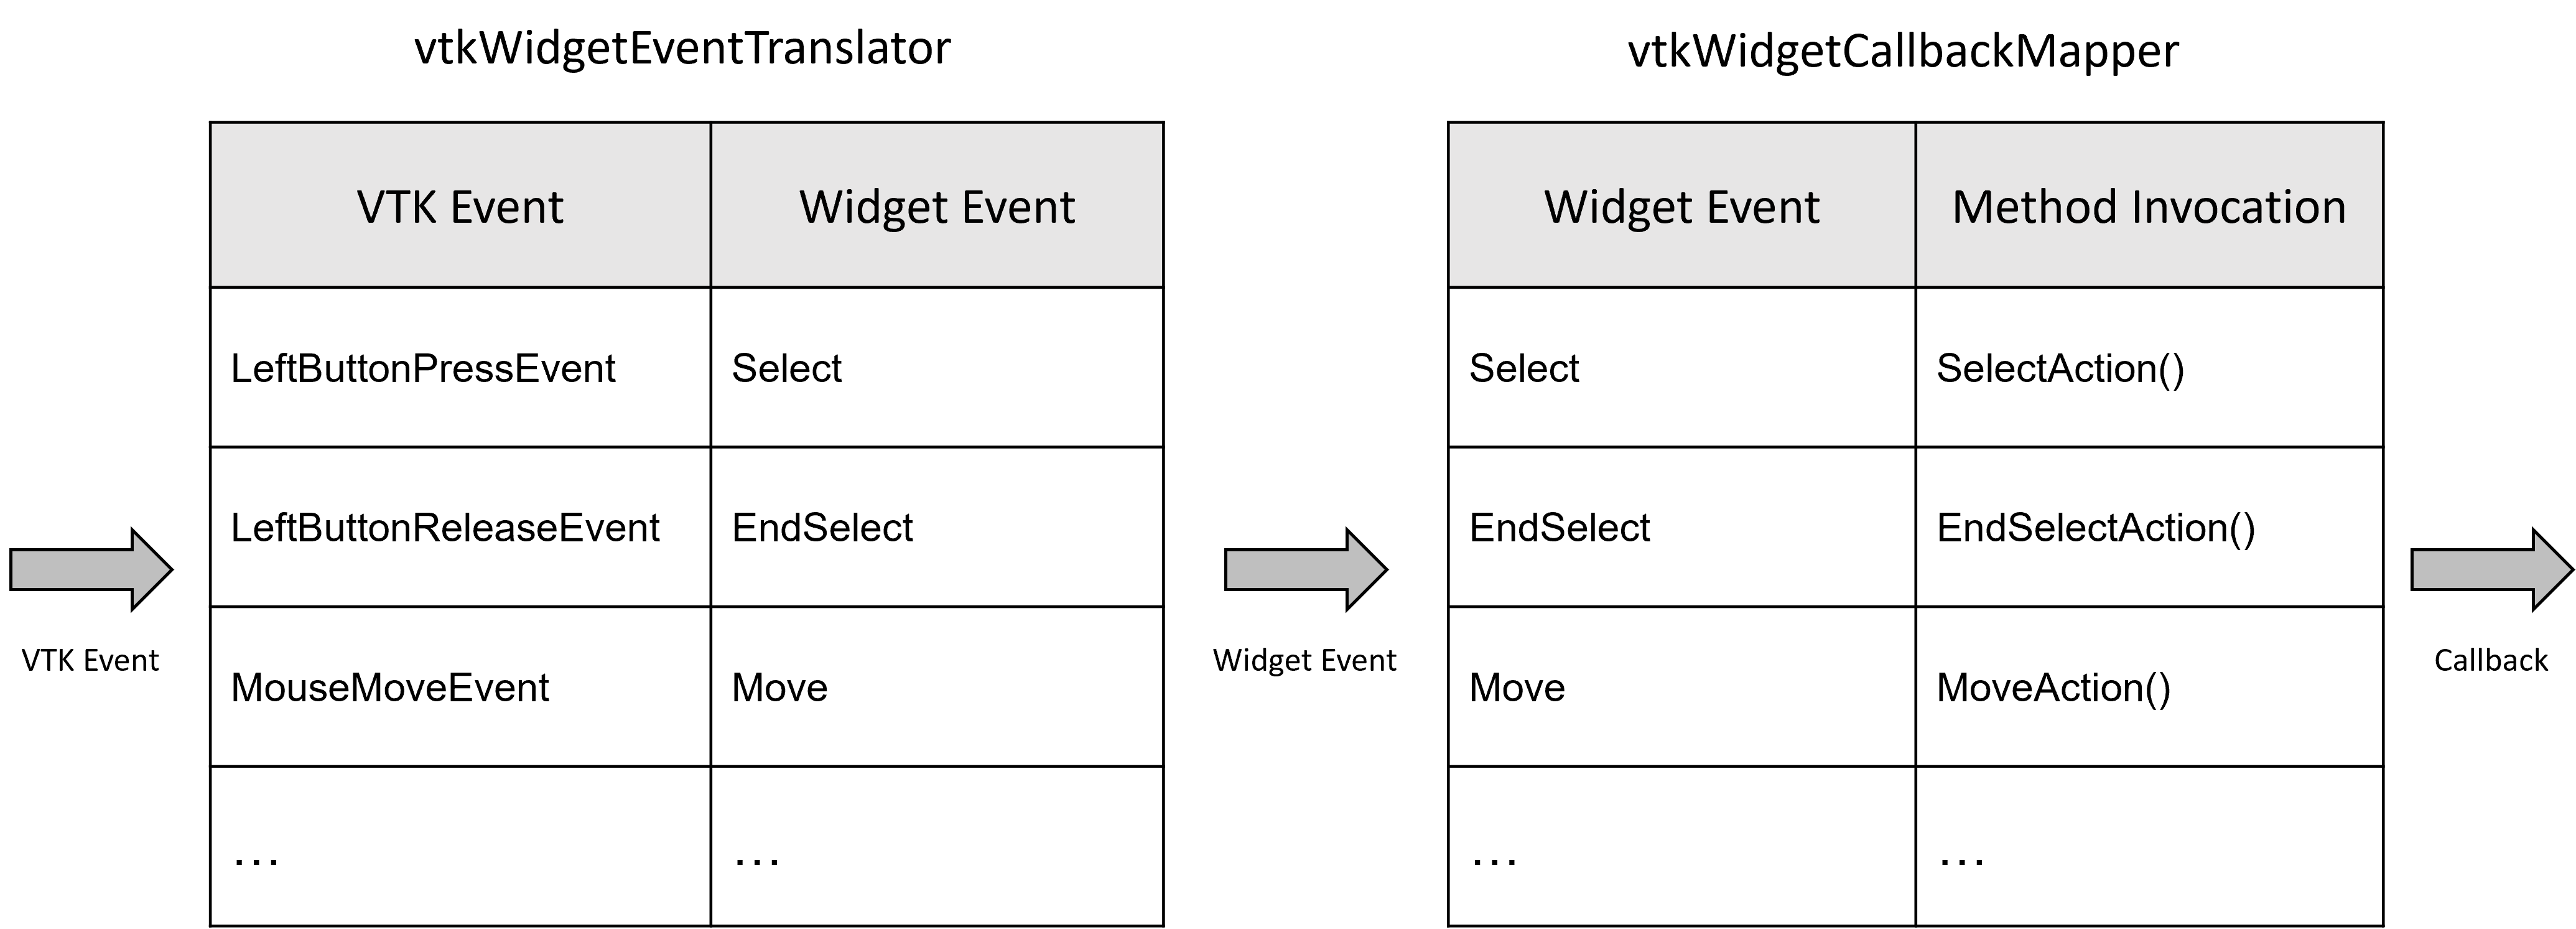 vtkWidgetEventTranslator
vtkWidgetCallbackMapper
VTK Event
Widget Event
LeftButtonPressEvent
Select
LeftButtonReleaseEvent
EndSelect
MouseMoveEvent
Move
…
…
Widget Event
Method Invocation
Select
SelectAction()
EndSelect
EndSelectAction()
Move
MoveAction()
…
…
VTK Event
Widget Event
Callback